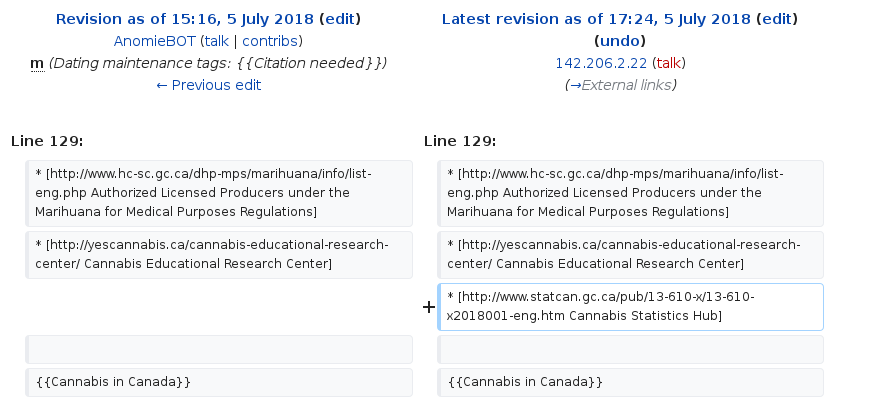 Revision as of 15:16, 5 July 2018 (edit)
AnomieBOT (talk | contribs)
m (Dating maintenance tags: {{Citation needed}})
← Previous edit
Latest revision as of 17:24, 5 July 2018 (edit)
(undo)
142.206.2.22 (talk)
(→External links)
Line 129:
* [http://www.hc-sc.gc.ca/dhp-mps/marihuana/info/list-
eng.php Authorized Licensed Producers under the
Marihuana for Medical Purposes Regulations]
* [http://yescannabis.ca/cannabis-educational-research-
center/ Cannabis Educational Research Center]
{{Cannabis in Canada}}
Line 129:
* [http://www.hc-sc.gc.ca/dhp-mps/marihuana/info/list-
eng.php Authorized Licensed Producers under the
Marihuana for Medical Purposes Regulations]
* [http://yescannabis.ca/cannabis-educational-research-
center/ Cannabis Educational Research Center]
+ * [http://www.statcan.gc.ca/pub/13-610-x/13-610-
x2018001-eng.htm Cannabis Statistics Hub]
{{Cannabis in Canada}}